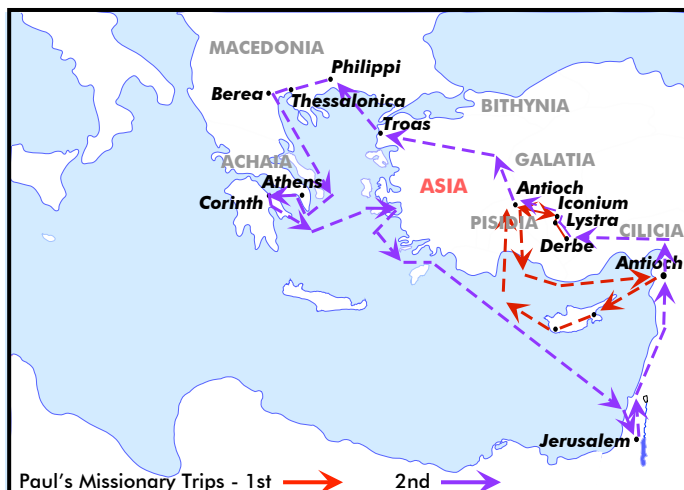 MACEDONIA
Philippi
Berea
Thessalonica
BITHYNIA
Troas
ACHAIA
GALATIA
Athens
ASIA
Antioch
Corinth
Iconium
PISIDIA
Lystra
CILICIA
Derbe
Antioch
Jerusalem
Paul's Missionary Trips - 1st 2nd